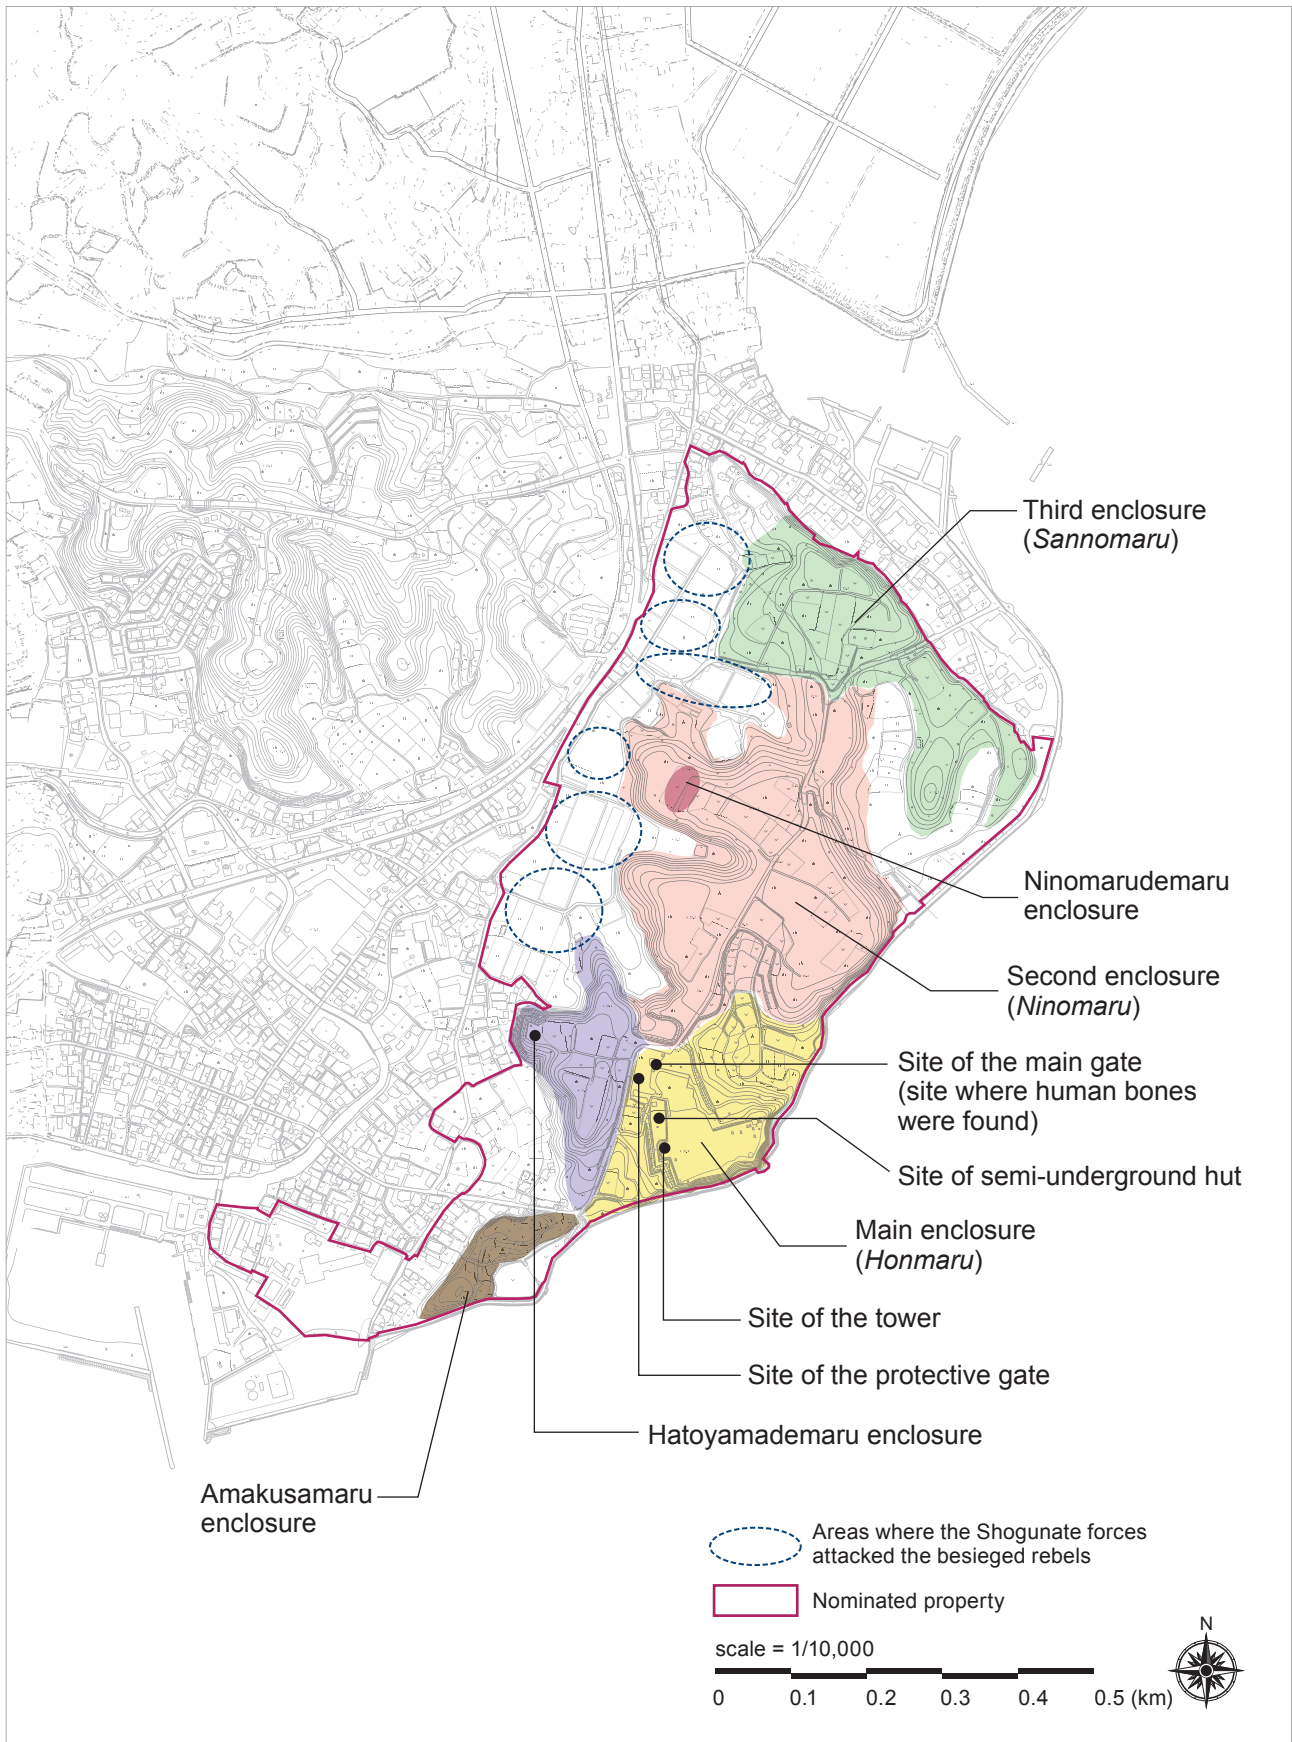 Third enclosure
(Sannomaru)
Ninomarudemaru
enclosure
Second enclosure
(Ninomaru)
Site of the main gate
(site where human bones
were found)
Site of semi-underground hut
Main enclosure
(Honmaru)
Site of the tower
Site of the protective gate
Hatoyamademaru enclosure
Amakusamaru
enclosure
Areas where the Shogunate forces
attacked the besieged rebels
Nominated property
N
scale = 1/10,000
0 0.1 0.2 0.3 0.4 0.5 (km)